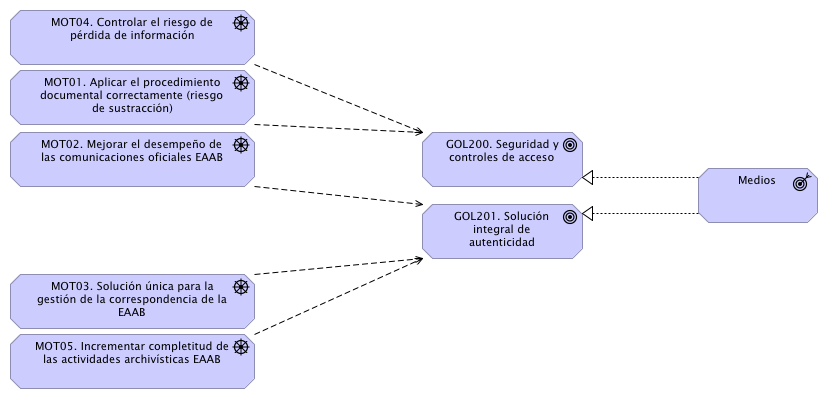 MOT04. Controlar el riesgo de
pérdida de información
MOT01. Aplicar el procedimiento
documental correctamente (riesgo
de sustracción)
MOT02. Mejorar el desempeño de
las comunicaciones oficiales EAAB
GOL200. Seguridad y
controles de acceso
Medios
GOL201. Solución
integral de
autenticidad
MOT03. Solución única para la
gestión de la correspondencia de la
EAAB
MOT05. Incrementar completitud de
las actividades archivísticas EAAB